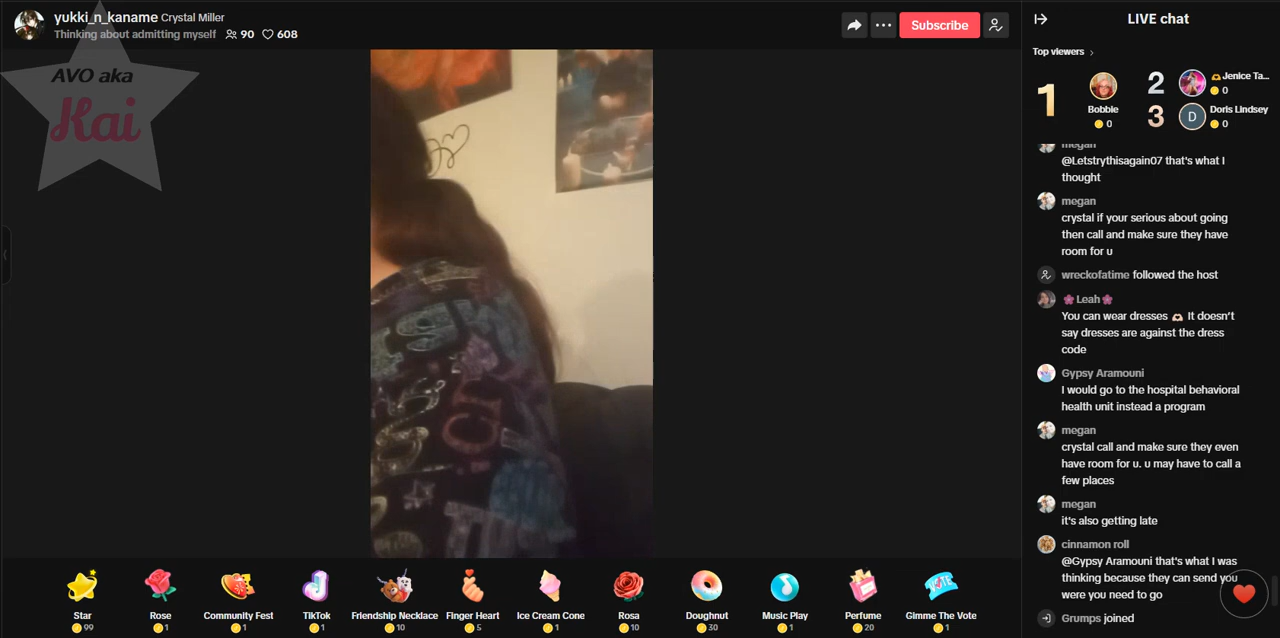 yukki_n_kaname Crystal Miller
Thinking about admitting myself 90 608
Subscribe
AVO aka
Kai
LIVE chat
Top viewers
1
Bobbie
0
2
Jenice Ta...
0
3
D
Doris Lindsey
0
megan
@Letstrythisagain07 that's what I
thought
megan
crystal if your serious about going
then call and make sure they have
room for u
wreckofatime followed the host
🌸Leah🌸
You can wear dresses 🫶🏻 It doesn't
say dresses are against the dress
code
Gypsy Aramouni
I would go to the hospital behavioral
health unit instead a program
megan
crystal call and make sure they even
have room for u. u may have to call a
few places
megan
it's also getting late
cinnamon roll
@Gypsy Aramouni that's what I was
thinking because they can send you
were you need to go
Grumps joined
Star
99
Rose
1
Community Fest
1
TikTok
1
Friendship Necklace
10
Finger Heart
5
Ice Cream Cone
1
Rosa
10
Doughnut
30
Music Play
1
Perfume
20
VOTE
Gimme The Vote
1